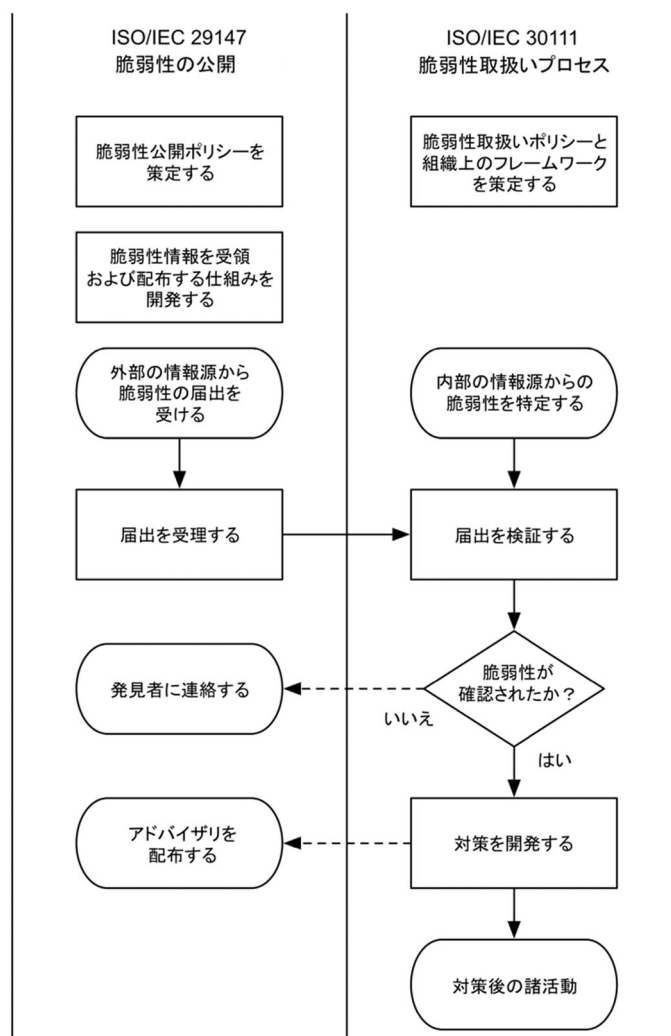 ISO/IEC 29147
脆弱性の公開
ISO/IEC 30111
脆弱性取扱いプロセス
脆弱性公開ポリシーを
策定する
脆弱性取扱いポリシーと
組織上のフレームワーク
を策定する
脆弱性情報を受領
および配布する仕組みを
開発する
外部の情報源から
脆弱性の届出を
受ける
内部の情報源からの
脆弱性を特定する
届出を受理する
届出を検証する
発見者に連絡する
脆弱性が
確認されたか？
いいえ
はい
アドバイザリを
配布する
対策を開発する
対策後の諸活動